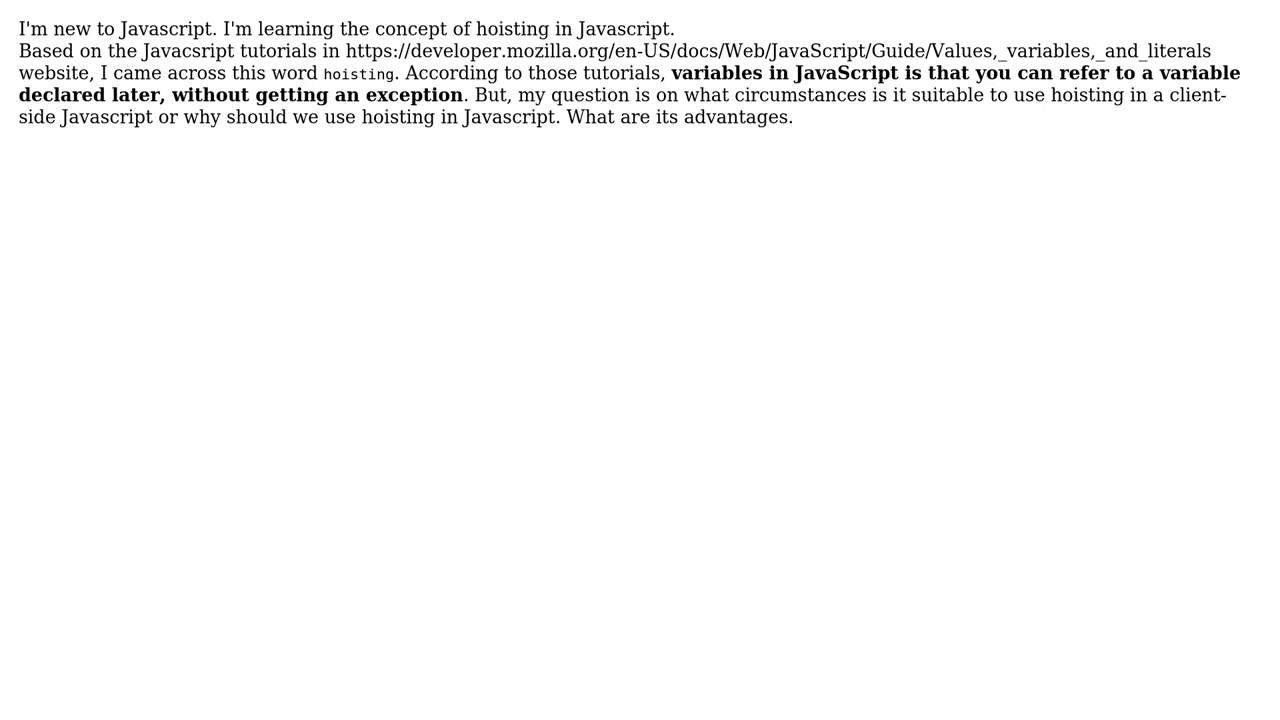 I'm new to Javascript. I'm learning the concept of hoisting in Javascript.
Based on the Javacsript tutorials in https://developer.mozilla.org/en-US/docs/Web/JavaScript/Guide/Values,_variables,_and_literals
website, I came across this word hoisting. According to those tutorials, variables in JavaScript is that you can refer to a variable
declared later, without getting an exception. But, my question is on what circumstances is it suitable to use hoisting in a client-
side Javascript or why should we use hoisting in Javascript. What are its advantages.